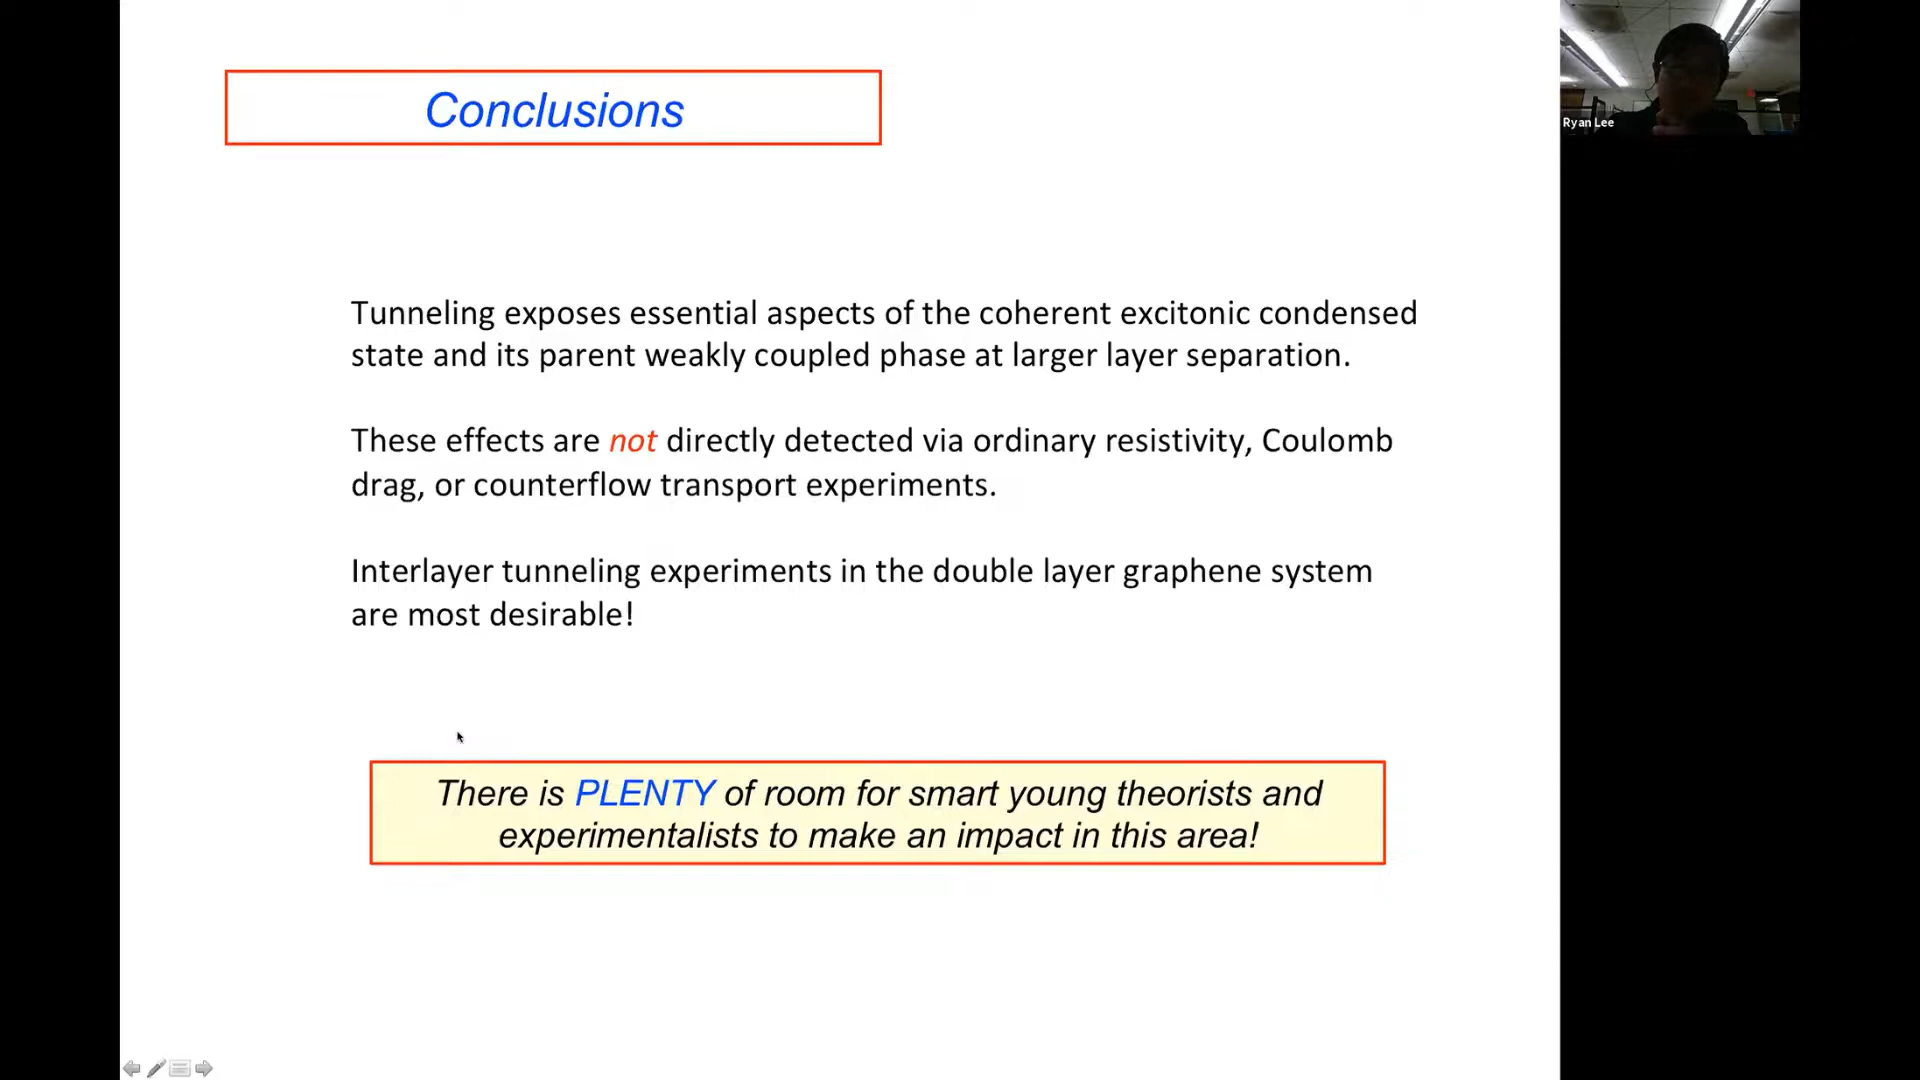 Conclusions
Ryan Lee
Tunneling exposes essential aspects of the coherent excitonic condensed
state and its parent weakly coupled phase at larger layer separation.
These effects are not directly detected via ordinary resistivity, Coulomb
drag, or counterflow transport experiments.
Interlayer tunneling experiments in the double layer graphene system
are most desirable!
There is PLENTY of room for smart young theorists and
experimentalists to make an impact in this area!